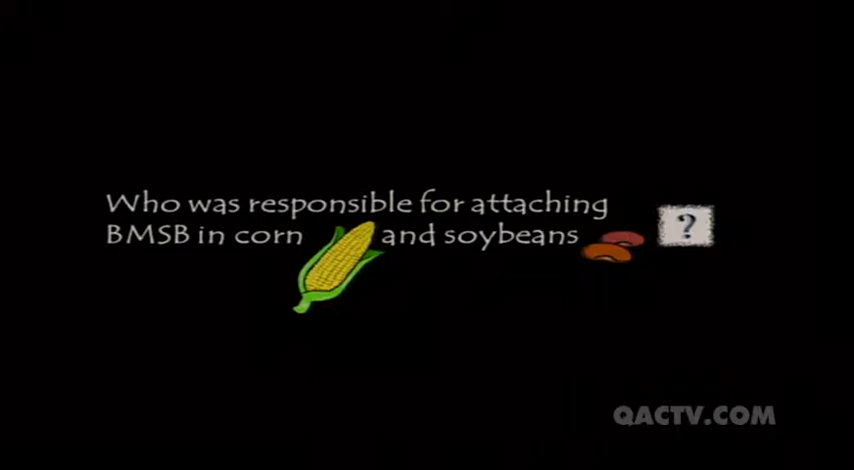 Who was responsible for attaching
BMSB in corn and soybeans ?
QACTV.COM